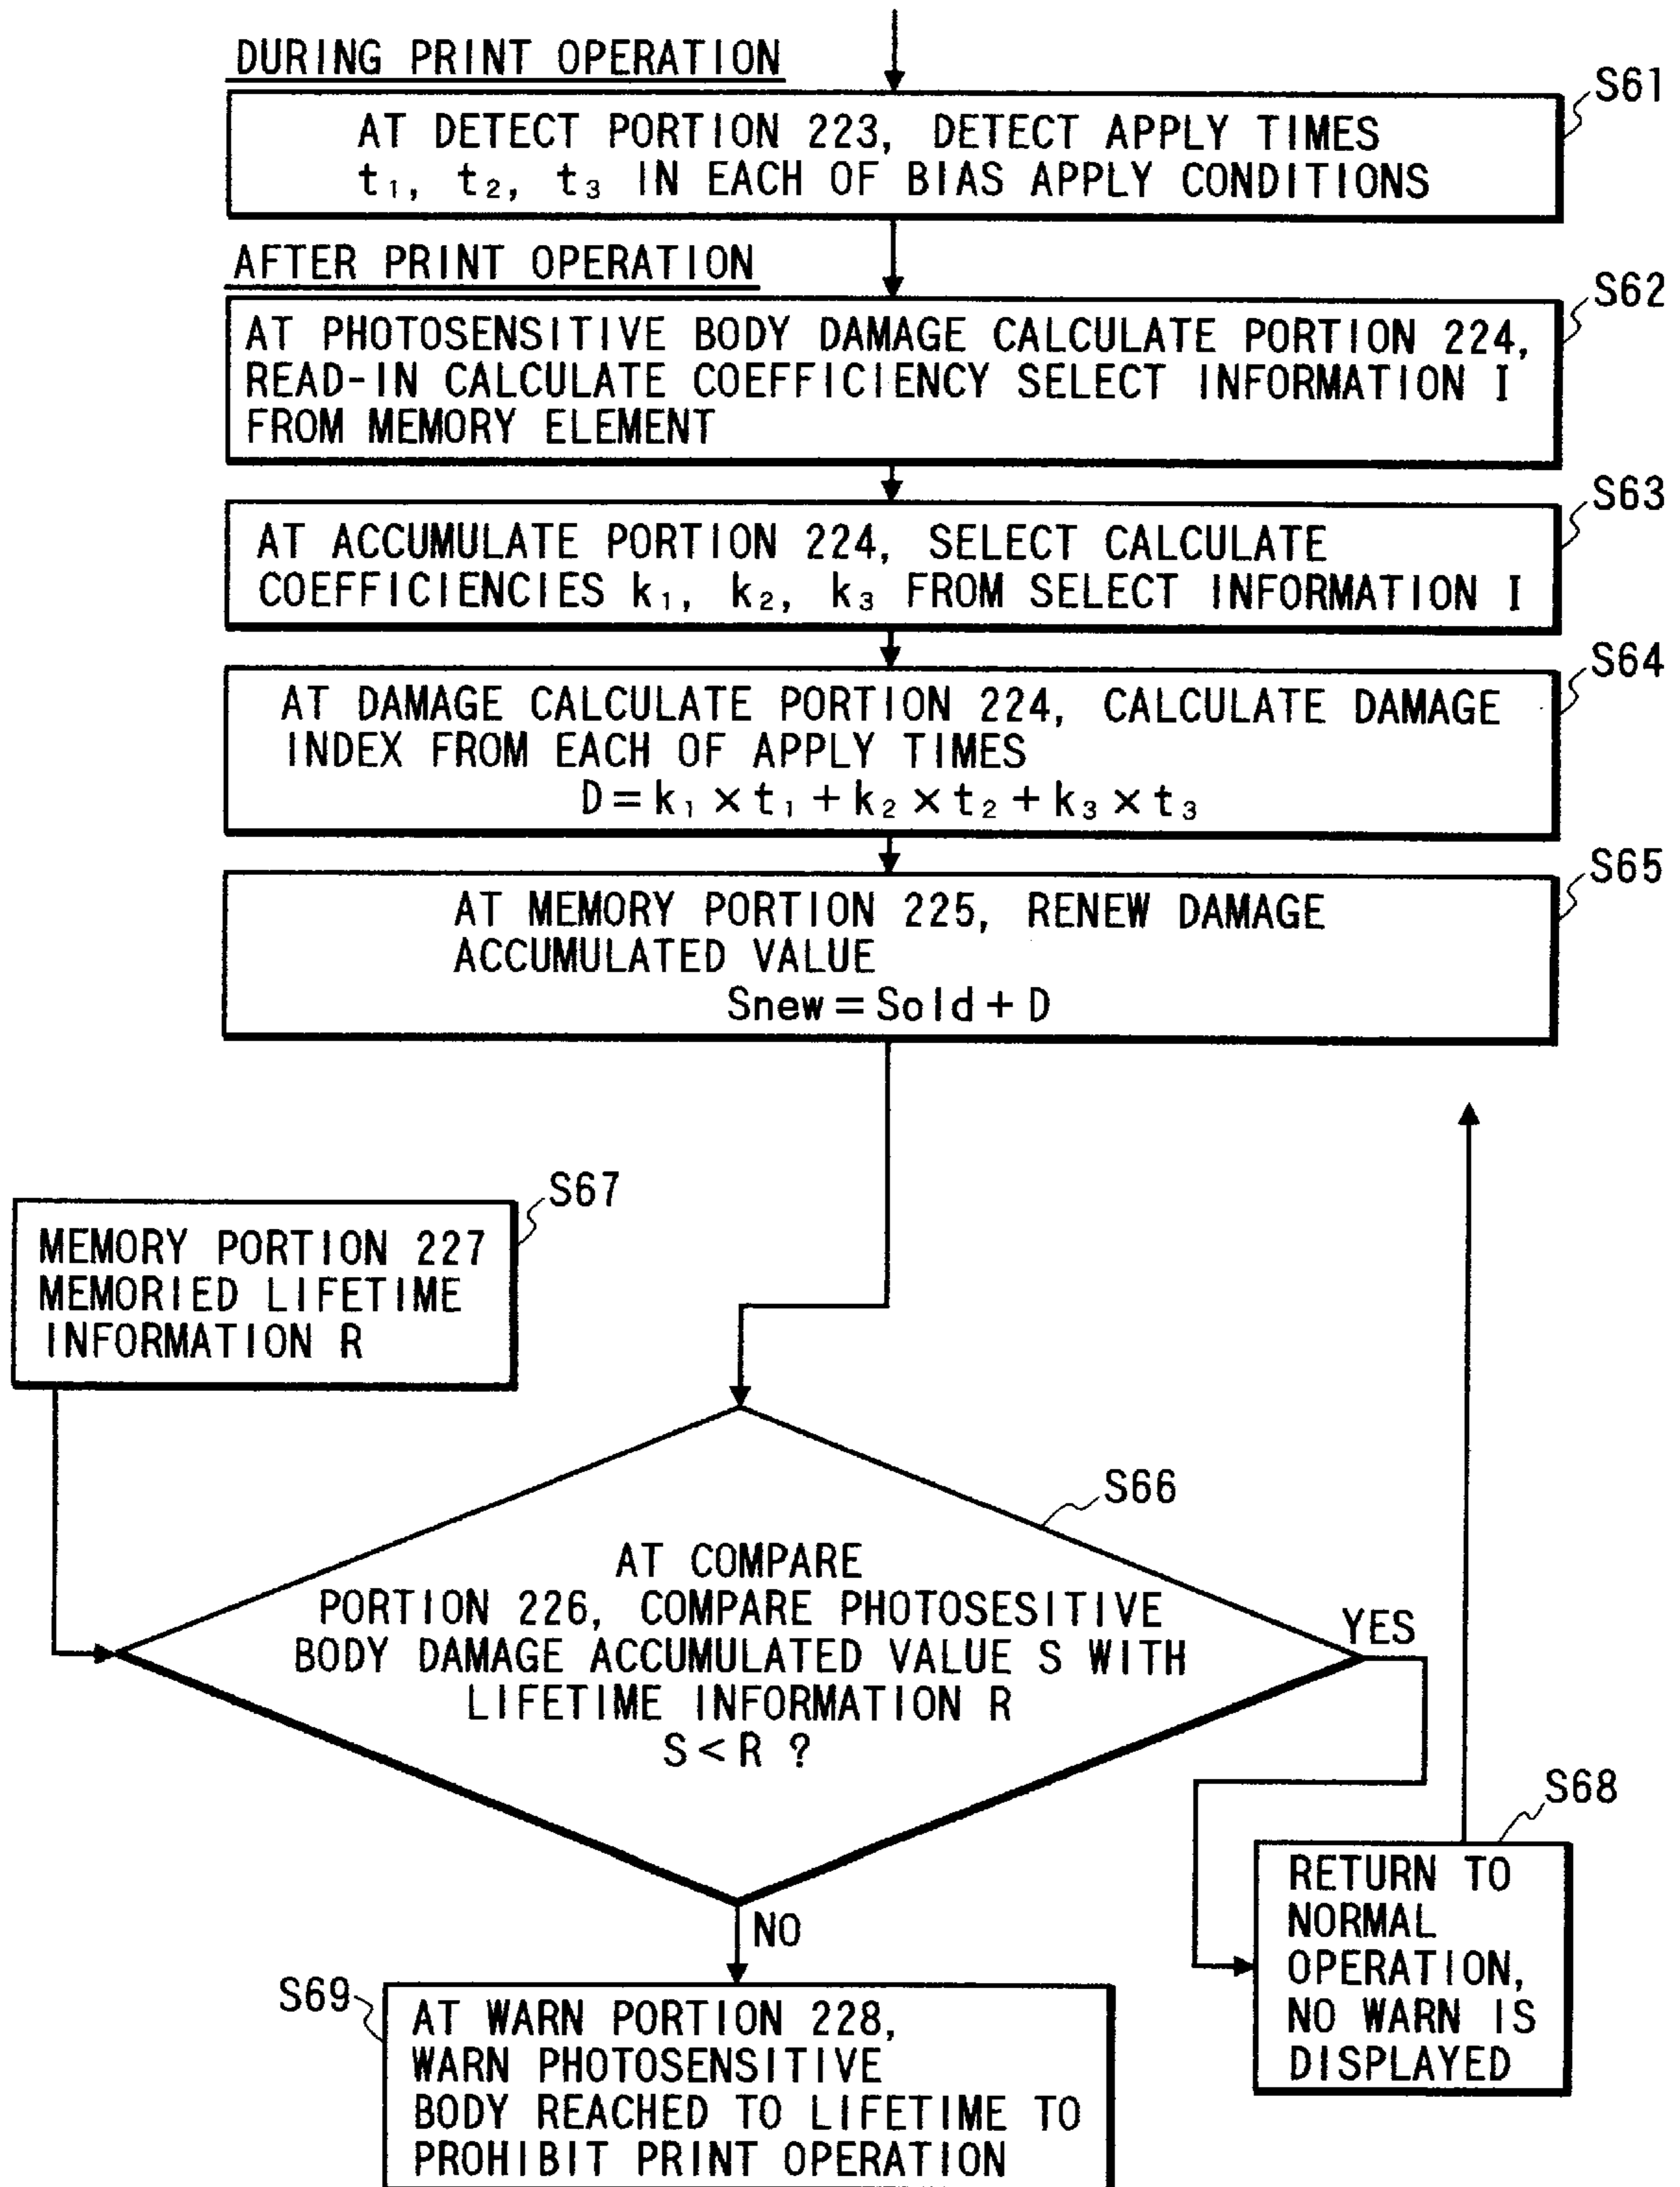 DURING PRINT OPERATION
S61
AT DETECT PORTION 223, DETECT APPLY TIMES
t₁, t₂, t₃ IN EACH OF BIAS APPLY CONDITIONS
AFTER PRINT OPERATION
S62
AT PHOTOSENSITIVE BODY DAMAGE CALCULATE PORTION 224,
READ-IN CALCULATE COEFFICIENCY SELECT INFORMATION I
FROM MEMORY ELEMENT
S63
AT ACCUMULATE PORTION 224, SELECT CALCULATE
COEFFICIENCIES k₁, k₂, k₃ FROM SELECT INFORMATION I
S64
AT DAMAGE CALCULATE PORTION 224, CALCULATE DAMAGE
INDEX FROM EACH OF APPLY TIMES
D=k₁×t₁+k₂×t₂+k₃×t₃
S65
AT MEMORY PORTION 225, RENEW DAMAGE
ACCUMULATED VALUE
Snew=Sold+D
S67
MEMORY PORTION 227
MEMORIED LIFETIME
INFORMATION R
S66
AT COMPARE
PORTION 226, COMPARE PHOTOSESITIVE
BODY DAMAGE ACCUMULATED VALUE S WITH
LIFETIME INFORMATION R
S<R ?
YES
S68
RETURN TO
NORMAL
OPERATION,
NO WARN IS
DISPLAYED
NO
S69
AT WARN PORTION 228,
WARN PHOTOSENSITIVE
BODY REACHED TO LIFETIME TO
PROHIBIT PRINT OPERATION